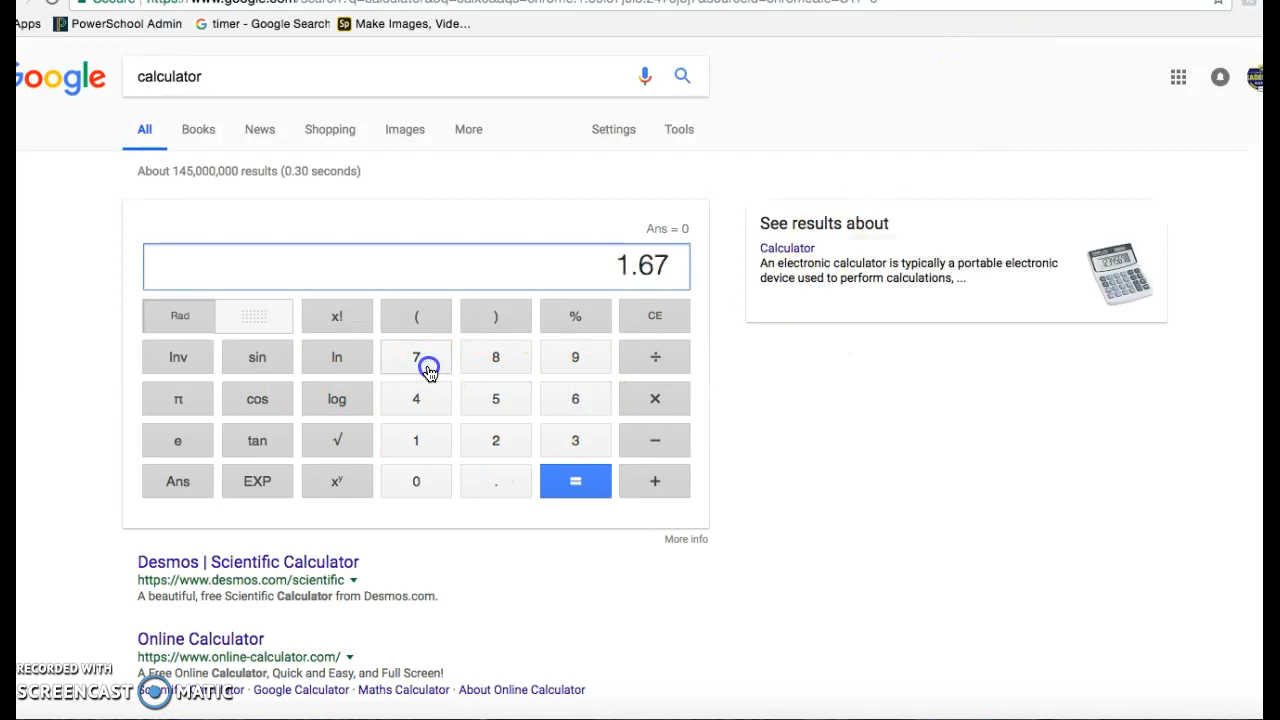 Apps PowerSchool Admin timer - Google Search Sp Make Images, Vide...
Google calculator
All Books News Shopping Images More Settings Tools
About 145,000,000 results (0.30 seconds)
Ans = 0
1.67
Rad x! ( ) % CE
Inv sin ln 7 8 9 ÷
π cos log 4 5 6 ×
e tan √ 1 2 3 −
Ans EXP xʸ 0 . = +
More info
See results about
Calculator
An electronic calculator is typically a portable electronic
device used to perform calculations, ...
Desmos | Scientific Calculator
https://www.desmos.com/scientific
A beautiful, free Scientific Calculator from Desmos.com.
Online Calculator
https://www.online-calculator.com/
A Free Online Calculator, Quick and Easy, and Full Screen!
Google Calculator · Maths Calculator · About Online Calculator
RECORDED WITH
SCREENCAST MATIC